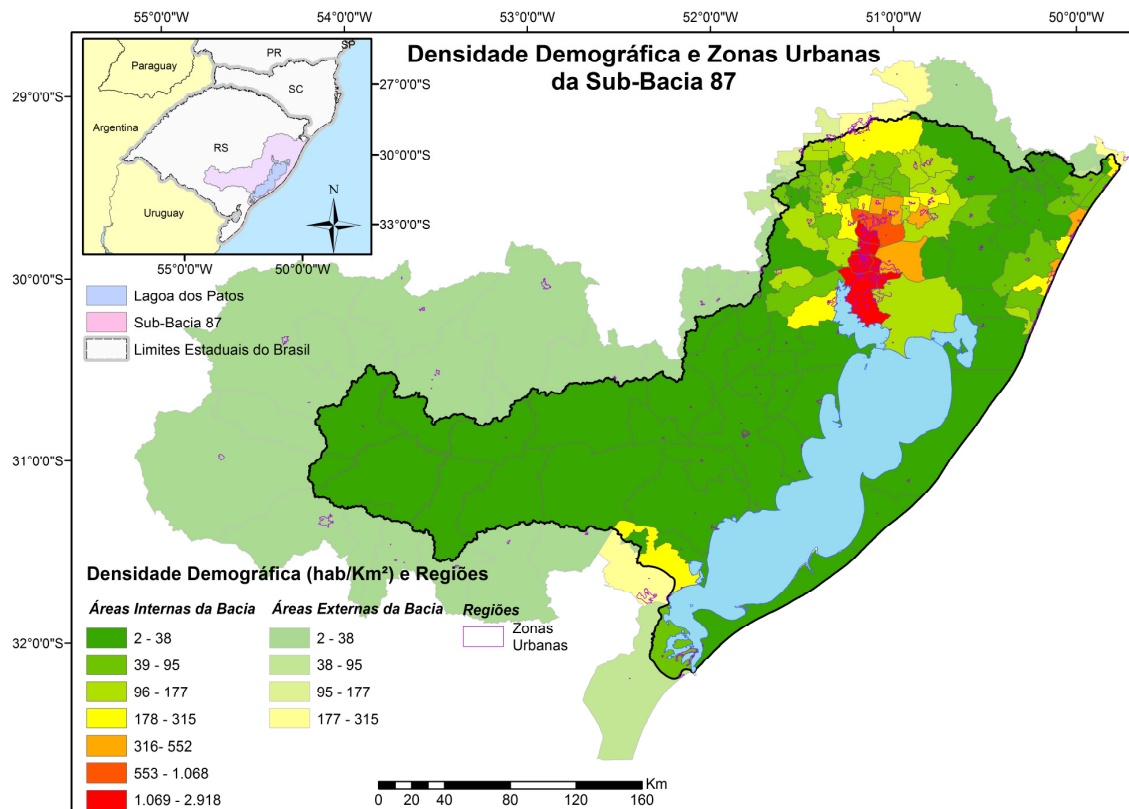 55°0'0"W
54°0'0"W
53°0'0"W
52°0'0"W
51°0'0"W
50°0'0"W
Densidade Demográfica e Zonas Urbanas
da Sub-Bacia 87
PR
SP
Paraguay
SC
27°0'0"S
Argentina
RS
30°0'0"S
Uruguay
N
33°0'0"S
55°0'0"W
50°0'0"W
29°0'0"S
30°0'0"S
31°0'0"S
32°0'0"S
Lagoa dos Patos
Sub-Bacia 87
Limites Estaduais do Brasil
Densidade Demográfica (hab/Km²) e Regiões
Áreas Internas da Bacia
Áreas Externas da Bacia
Regiões
2 - 38
39 - 95
96 - 177
178 - 315
316- 552
553 - 1.068
1.069 - 2.918
2 - 38
38 - 95
95 - 177
177 - 315
Zonas
Urbanas
Km
0 20 40 80 120 160